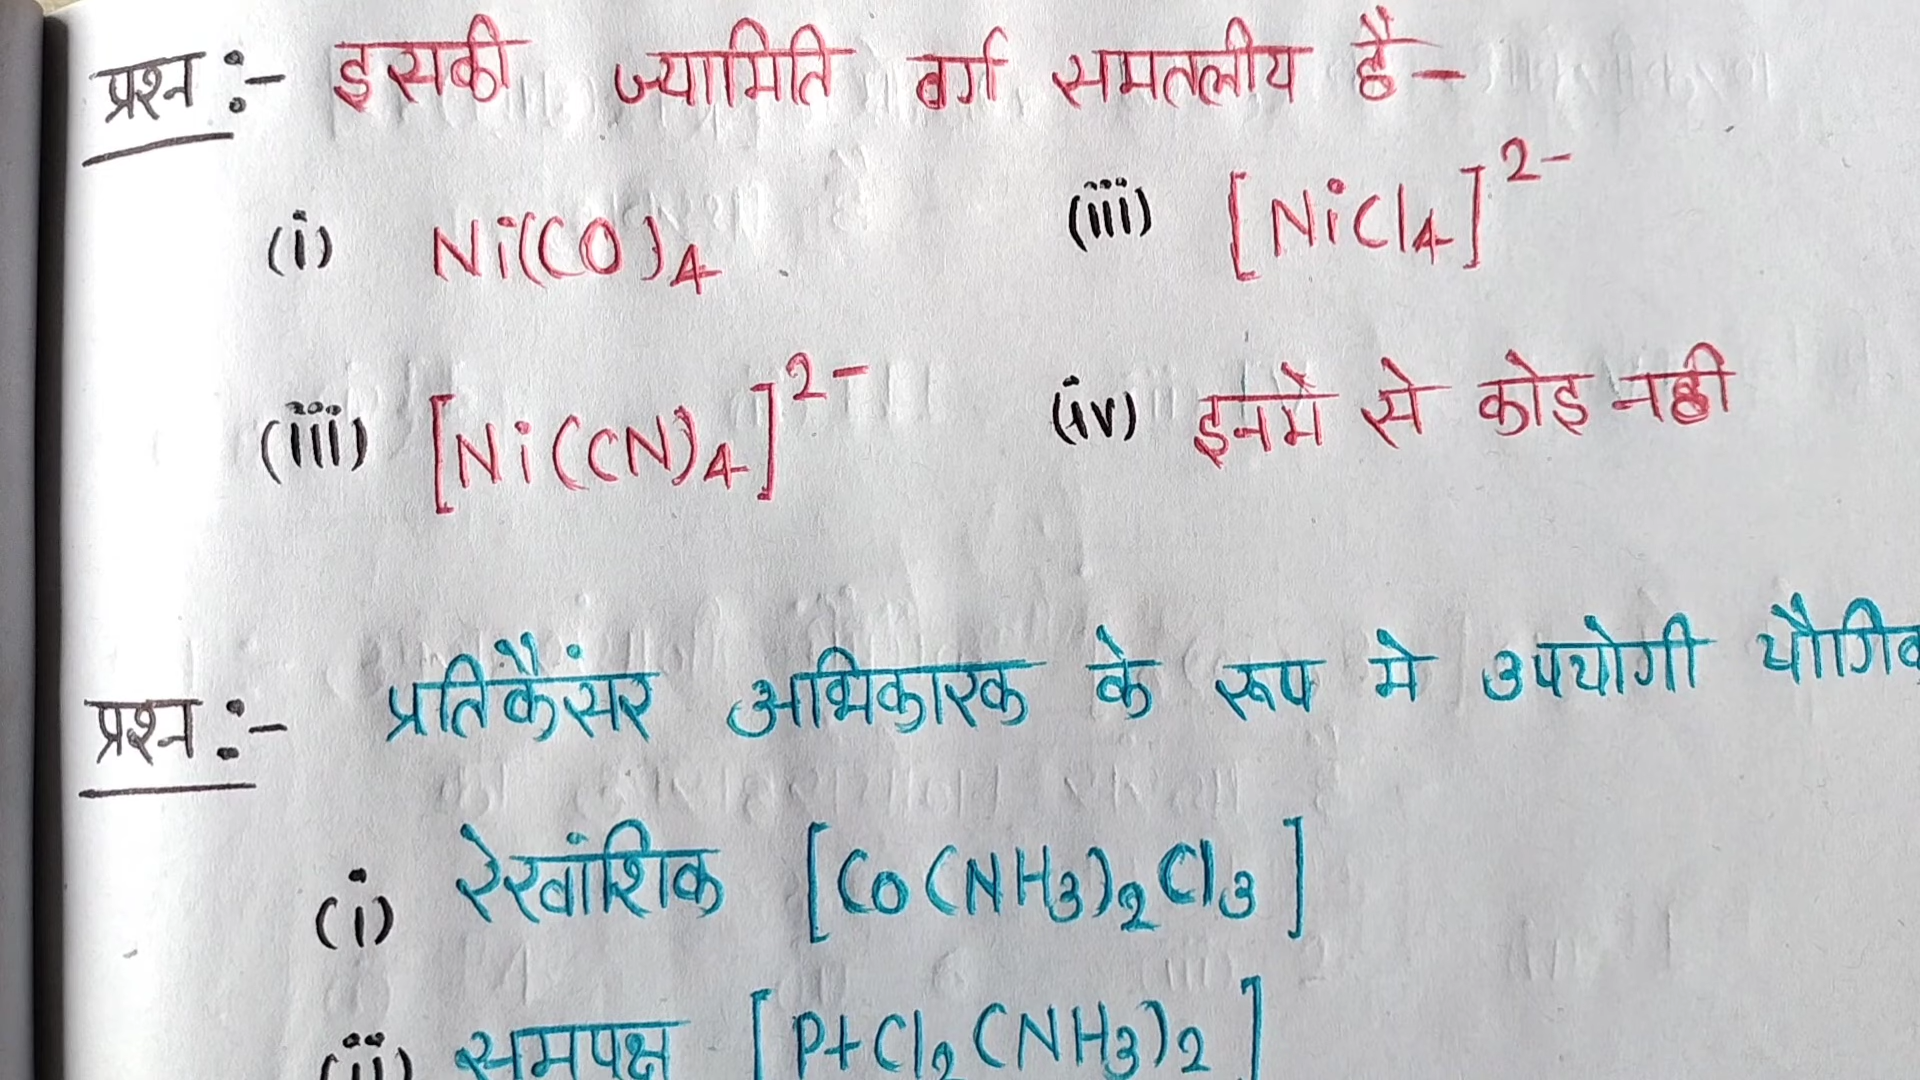 प्रश्न :- इसकी ज्यामिति वर्ग समतलीय है-
(i) Ni(CO)4 (iii) [NiCl4]2-
(iii) [Ni(CN)4]2- (iv) इनमे से कोइ नही
प्रश्न :- प्रतिकैंसर अभिकारक के रूप मे उपयोगी यौगिक
(i) रेखांशिक [Co(NH3)2Cl3]
(ii) समपक्ष [PtCl2(NH3)2]